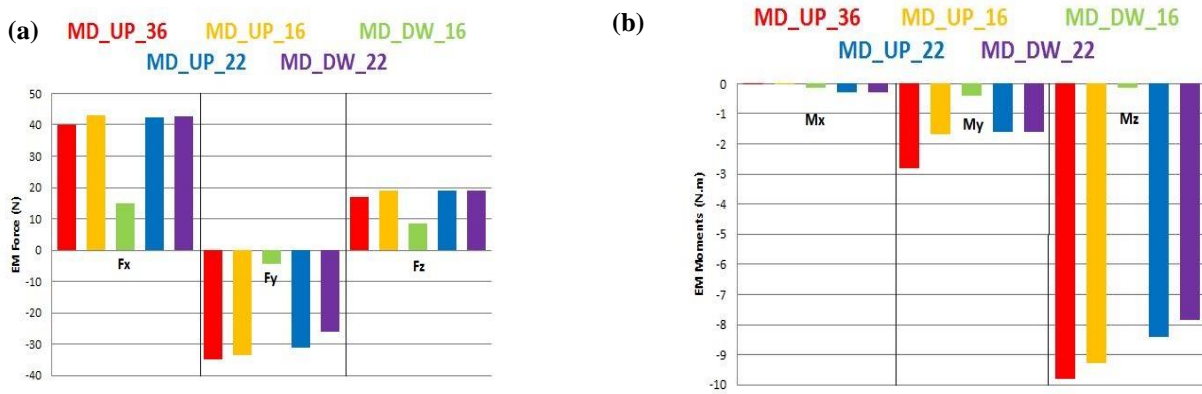 (a)
MD_UP_36 MD_UP_16 MD_DW_16
MD_UP_22 MD_DW_22
EM Force (N)
50
40
30
20
10
0
-10
-20
-30
-40
Fx
Fy
Fz
(b)
MD_UP_36 MD_UP_16 MD_DW_16
MD_UP_22 MD_DW_22
EM Moments (N.m)
0
-1
-2
-3
-4
-5
-6
-7
-8
-9
-10
Mx
My
Mz